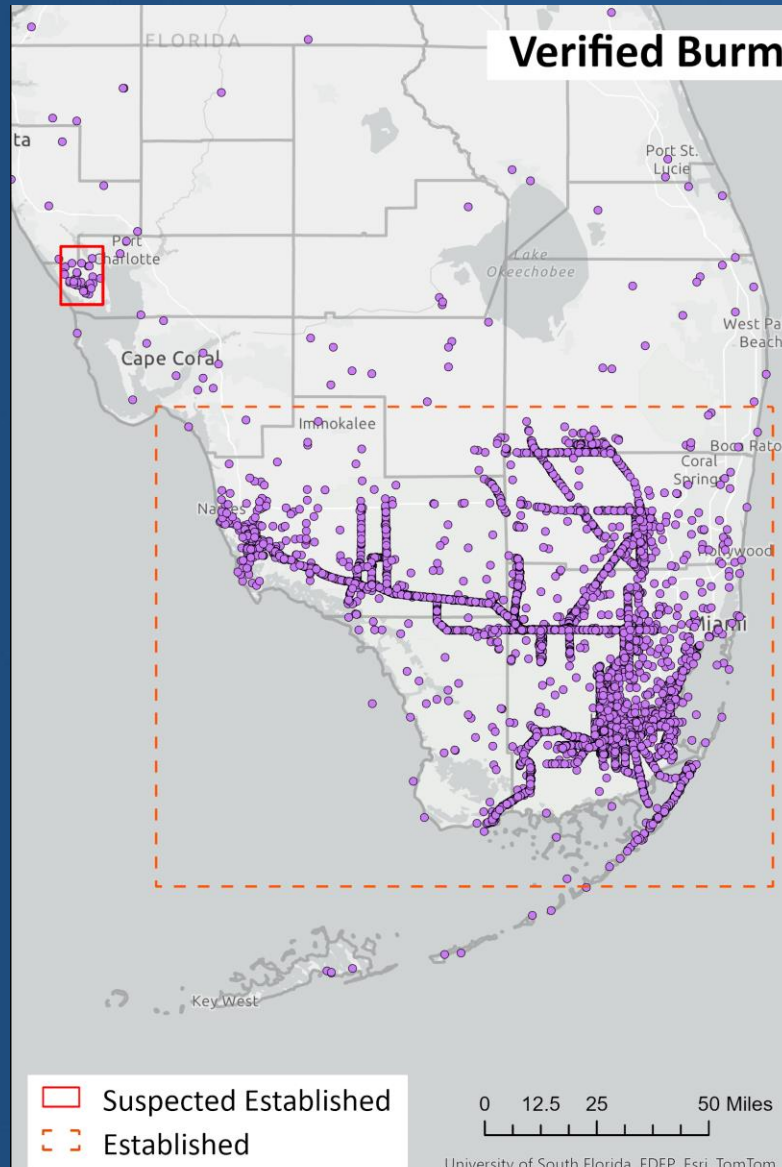 FLORIDA
Verified Burm
ta
Port St.
Lucie
Port
Charlotte
Lake
Okeechobee
West Pa
Beach
Cape Coral
Immokalee
Boca Rato
Coral
Springs
Naples
Hollywood
Miami
Key West
Suspected Established
Established
0 12.5 25 50 Miles
University of South Florida, FDEP, Esri, TomTom,